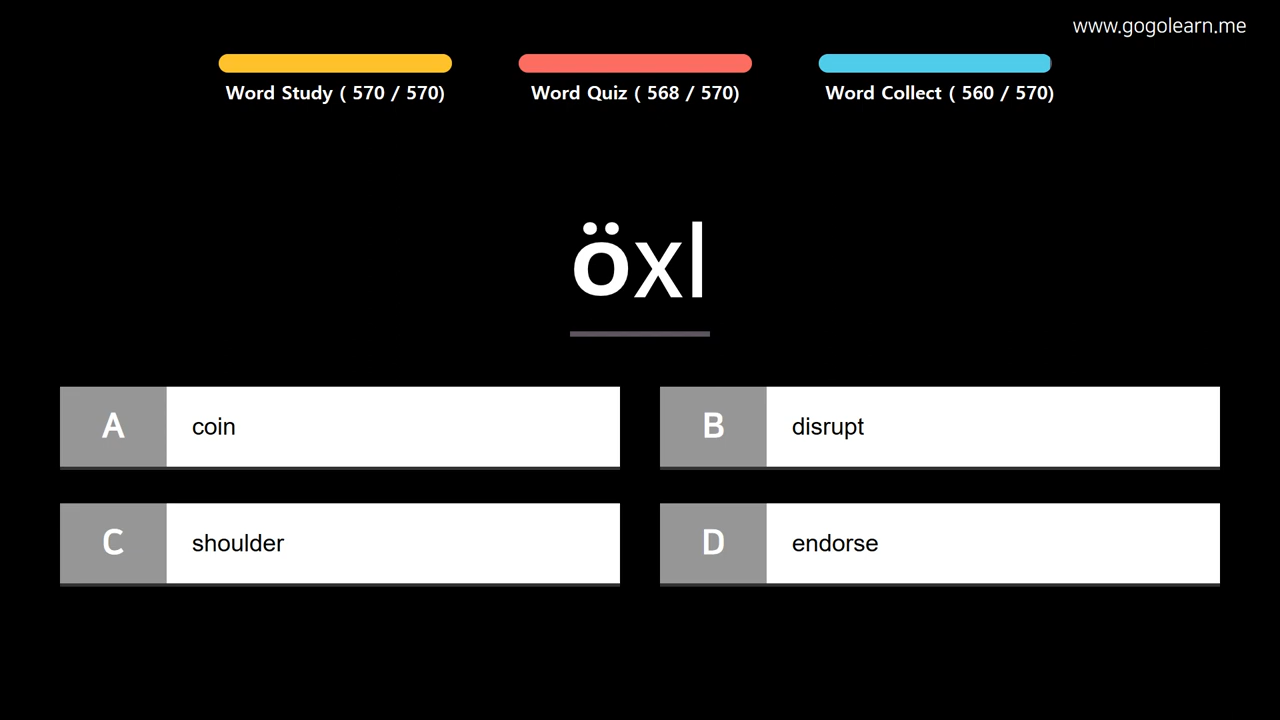 www.gogolearn.me
Word Study ( 570 / 570)
Word Quiz ( 568 / 570)
Word Collect ( 560 / 570)
öxl
A
coin
B
disrupt
C
shoulder
D
endorse